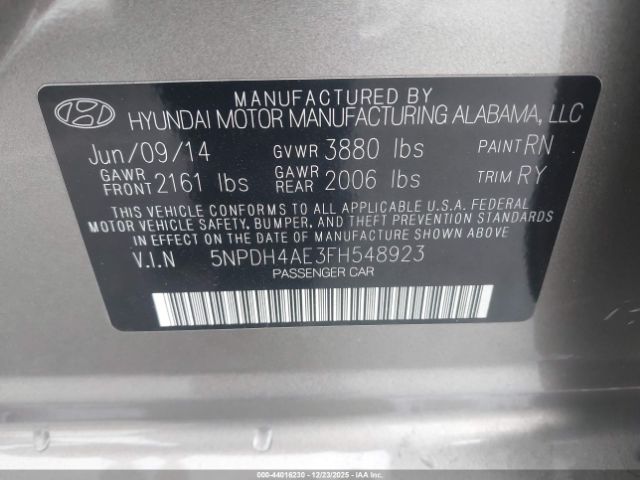 MANUFACTURED BY
HYUNDAI MOTOR MANUFACTURING ALABAMA, LLC
Jun/09/14 GVWR 3880 lbs PAINT RN
GAWR FRONT 2161 lbs GAWR REAR 2006 lbs TRIM RY
THIS VEHICLE CONFORMS TO ALL APPLICABLE U.S.A. FEDERAL
MOTOR VEHICLE SAFETY, BUMPER, AND THEFT PREVENTION STANDARDS
IN EFFECT ON THE DATE OF MANUFACTURE SHOWN ABOVE.
V.I.N 5NPDH4AE3FH548923
PASSENGER CAR
000-44016230 - 12/23/2025 - IAAI.CA